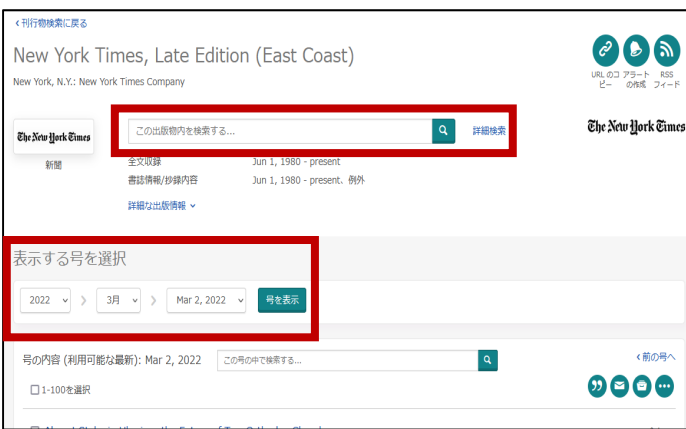 ‹ 刊行物検索に戻る
New York Times, Late Edition (East Coast)
New York, N.Y.: New York Times Company
URL のコピー
アラートの作成
RSS フィード
The New York Times
新聞
この出版物内を検索する...
詳細検索
The New York Times
全文収録 Jun 1, 1980 - present
書誌情報/抄録内容 Jun 1, 1980 - present、例外
詳細な出版情報
表示する号を選択
2022 3月 Mar 2, 2022 号を表示
号の内容 (利用可能な最新): Mar 2, 2022 この号の中で検索する... ‹ 前の号へ
1-100を選択